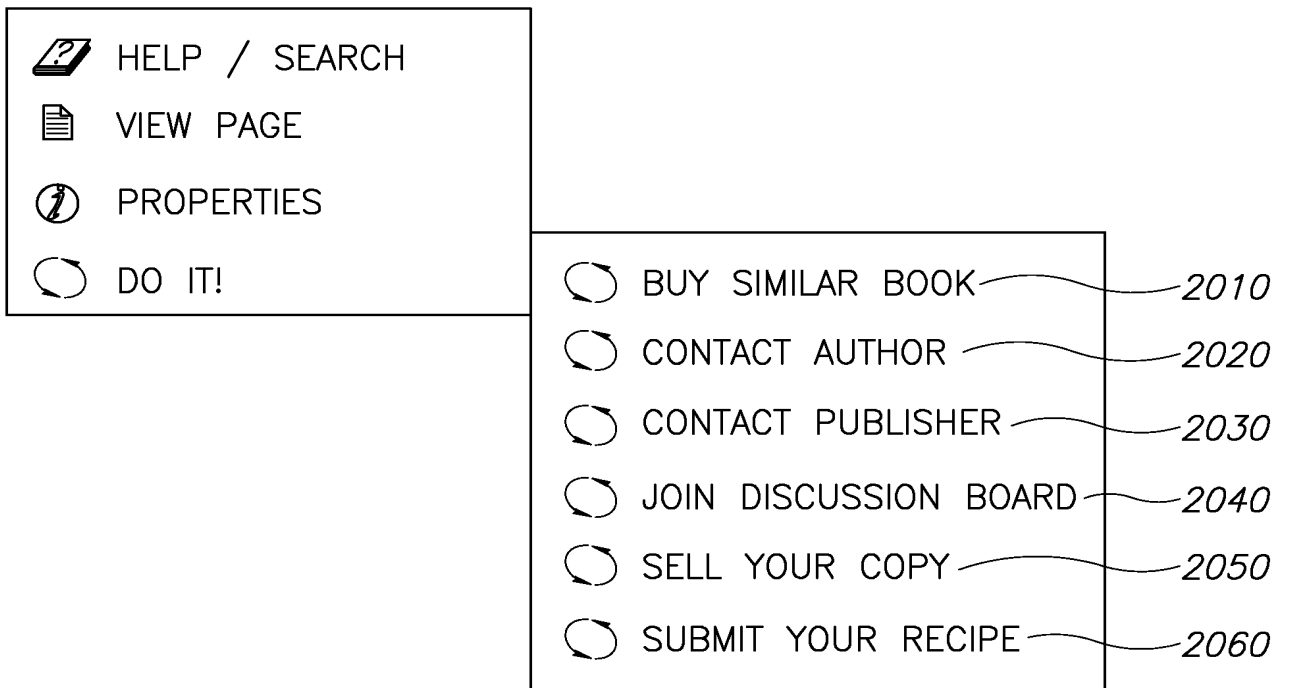 HELP / SEARCH
VIEW PAGE
PROPERTIES
DO IT!
BUY SIMILAR BOOK 2010
CONTACT AUTHOR 2020
CONTACT PUBLISHER 2030
JOIN DISCUSSION BOARD 2040
SELL YOUR COPY 2050
SUBMIT YOUR RECIPE 2060